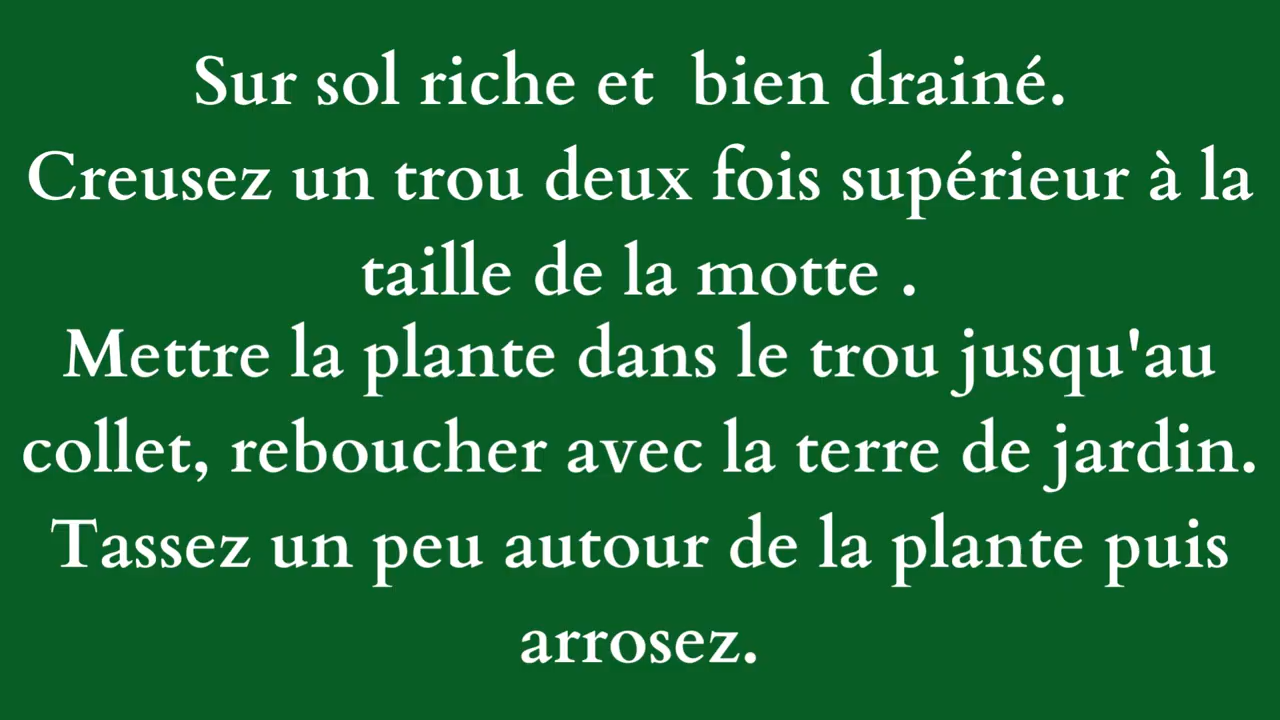 Sur sol riche et  bien drainé.
Creusez un trou deux fois supérieur à la
taille de la motte .
Mettre la plante dans le trou jusqu'au
collet, reboucher avec la terre de jardin.
Tassez un peu autour de la plante puis
arrosez.